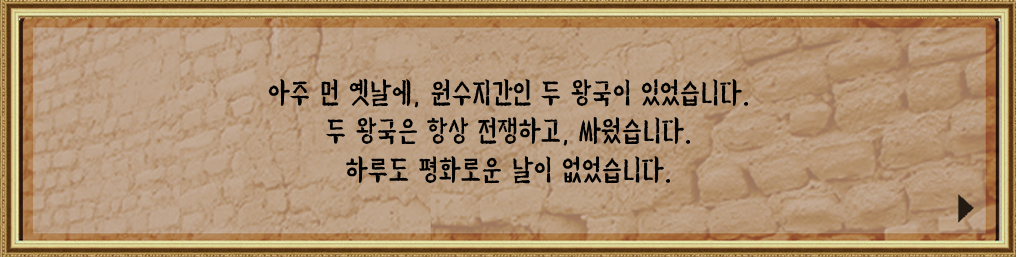 아주 먼 옛날에, 원수지간인 두 왕국이 있었습니다.
두 왕국은 항상 전쟁하고, 싸웠습니다.
하루도 평화로운 날이 없었습니다.